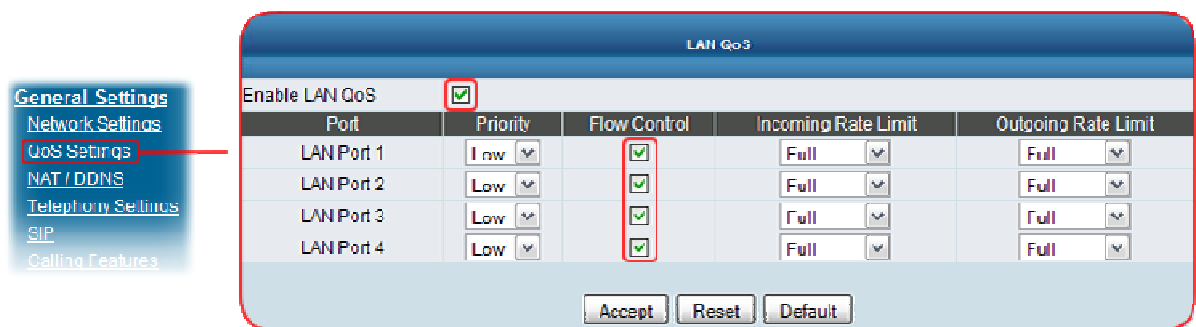 LAN QoS
General Settings
Network Settings
QoS Settings
NAT / DDNS
Telephony Settings
SIP
Calling Features
Enable LAN QoS
Port Priority Flow Control Incoming Rate Limit Outgoing Rate Limit
LAN Port 1 Low Full Full
LAN Port 2 Low Full Full
LAN Port 3 Low Full Full
LAN Port 4 Low Full Full
Accept Reset Default